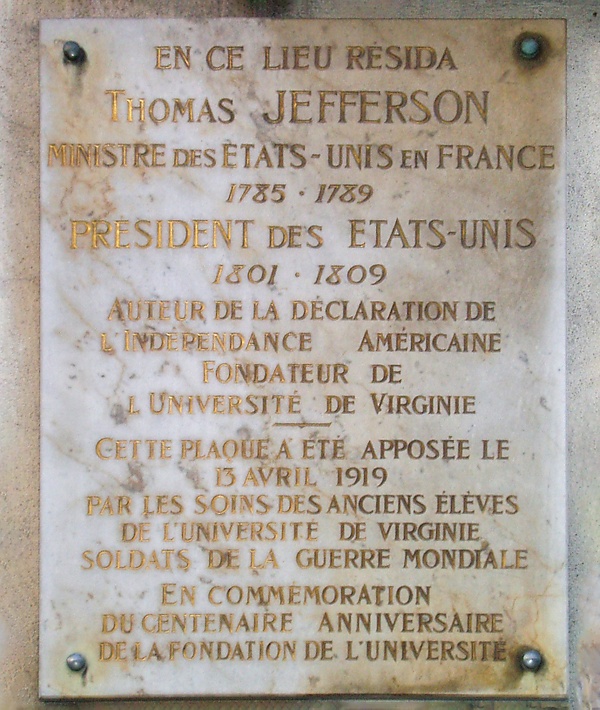 EN CE LIEU RÉSIDA
THOMAS JEFFERSON
MINISTRE DES ÉTATS-UNIS EN FRANCE
1785 · 1789
PRESIDENT DES ETATS-UNIS
1801 · 1809
AUTEUR DE LA DÉCLARATION DE
L'INDÉPENDANCE AMÉRICAINE
FONDATEUR DE
L'UNIVERSITÉ DE VIRGINIE
CETTE PLAQUE A ÉTÉ APPOSÉE LE
13 AVRIL 1919
PAR LES SOINS DES ANCIENS ÉLÈVES
DE L'UNIVERSITÉ DE VIRGINIE
SOLDATS DE LA GUERRE MONDIALE
EN COMMÉMORATION
DU CENTENAIRE ANNIVERSAIRE
DE LA FONDATION DE L'UNIVERSITÉ